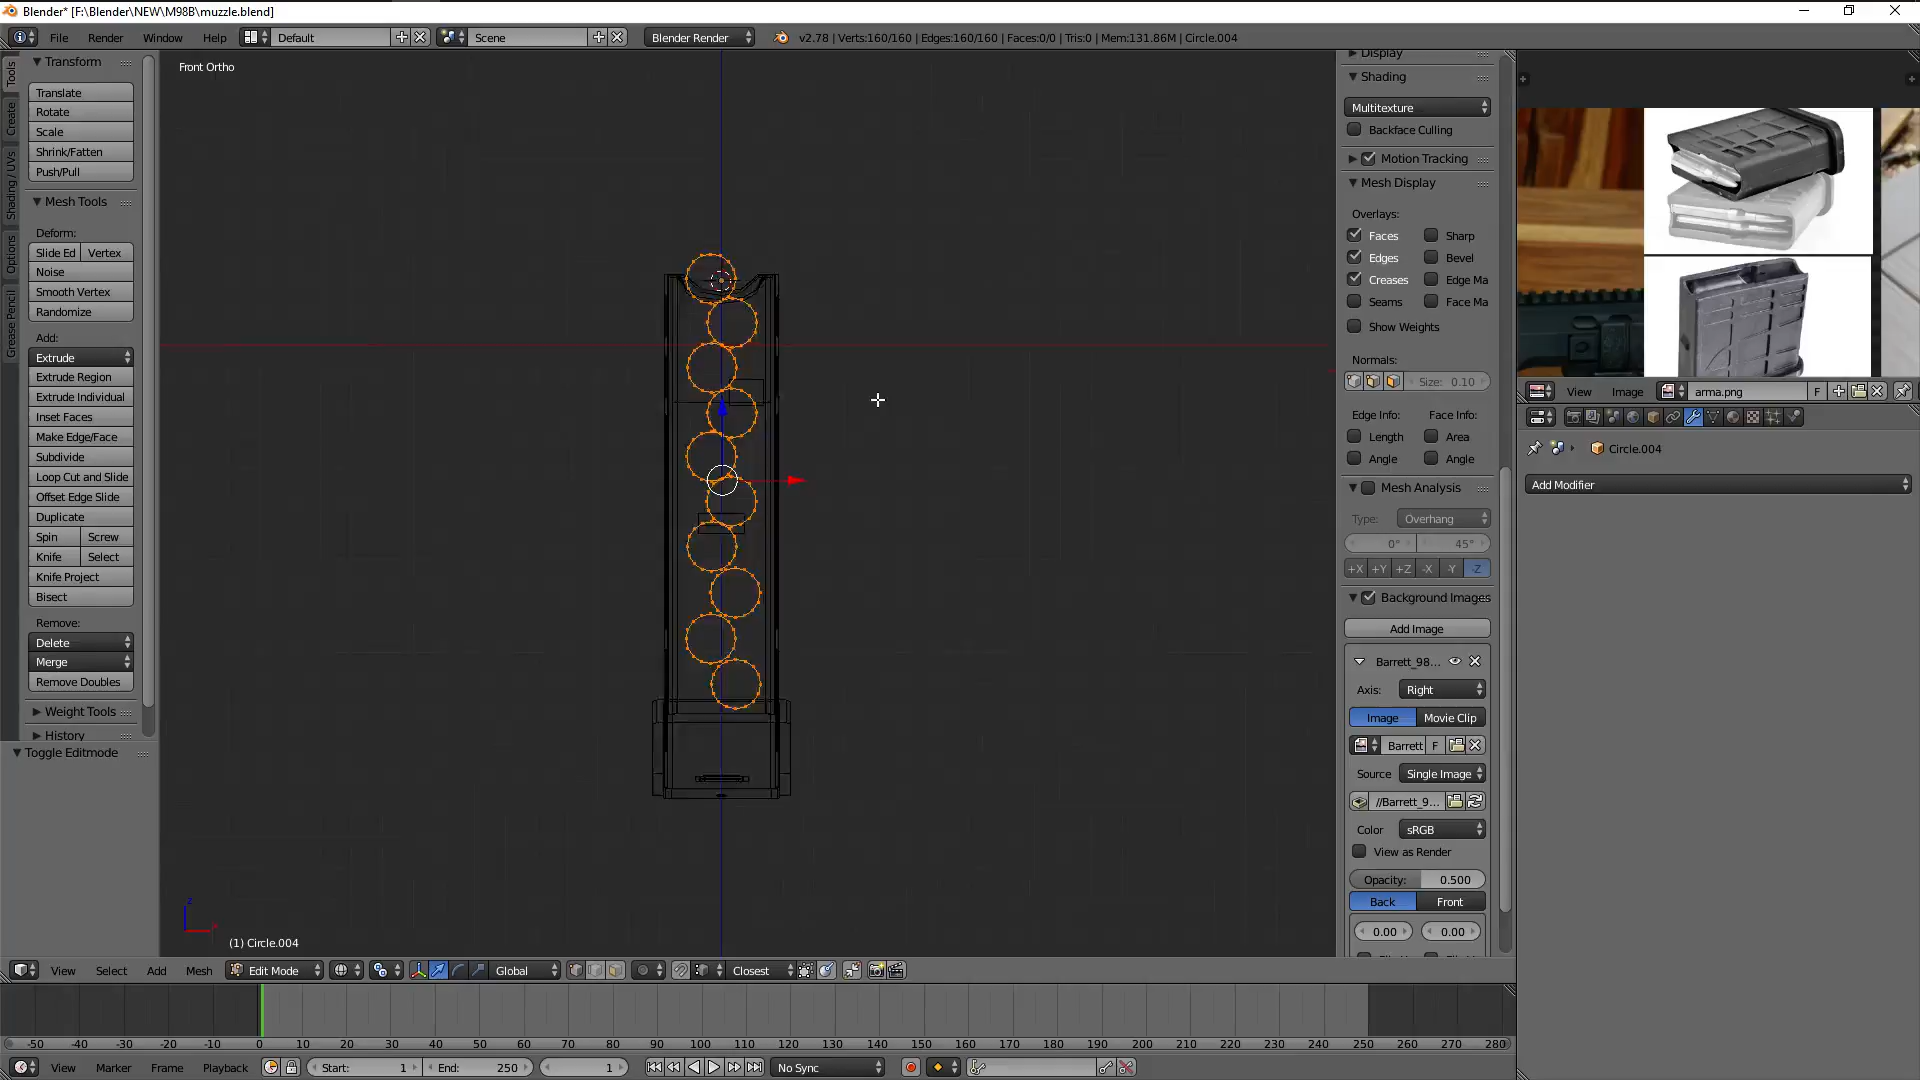 Blender* [F:\Blender\NEW\M98B\muzzle.blend]
File Render Window Help Default Scene Blender Render v2.78 | Verts:160/160 | Edges:160/160 | Faces:0/0 | Tris:0 | Mem:131.86M | Circle.004
Tools
Create
Shading / UVs
Options
Grease Pencil
Transform
Translate
Rotate
Scale
Shrink/Fatten
Push/Pull
Mesh Tools
Deform:
Slide Ed Vertex
Noise
Smooth Vertex
Randomize
Add:
Extrude
Extrude Region
Extrude Individual
Inset Faces
Make Edge/Face
Subdivide
Loop Cut and Slide
Offset Edge Slide
Duplicate
Spin Screw
Knife Select
Knife Project
Bisect
Remove:
Delete
Merge
Remove Doubles
Weight Tools
History
Toggle Editmode
Front Ortho
z
(1) Circle.004
Display
Shading
Multitexture
Backface Culling
Motion Tracking
Mesh Display
Overlays:
Faces Sharp
Edges Bevel
Creases Edge Ma
Seams Face Ma
Show Weights
Normals:
Size: 0.10
Edge Info: Face Info:
Length Area
Angle Angle
Mesh Analysis
Type: Overhang
0° 45°
+X +Y +Z -X -Y -Z
Background Images
Add Image
Barrett_98...
Axis: Right
Image Movie Clip
Barrett F
Source Single Image
//Barrett_9...
Color sRGB
View as Render
Opacity: 0.500
Back Front
0.00 0.00
View Image arma.png F
Circle.004
Add Modifier
View Select Add Mesh Edit Mode Global Closest
-50 -40 -30 -20 -10 0 10 20 30 40 50 60 70 80 90 100 110 120 130 140 150 160 170 180 190 200 210 220 230 240 250 260 270 280
View Marker Frame Playback Start: 1 End: 250 1 No Sync